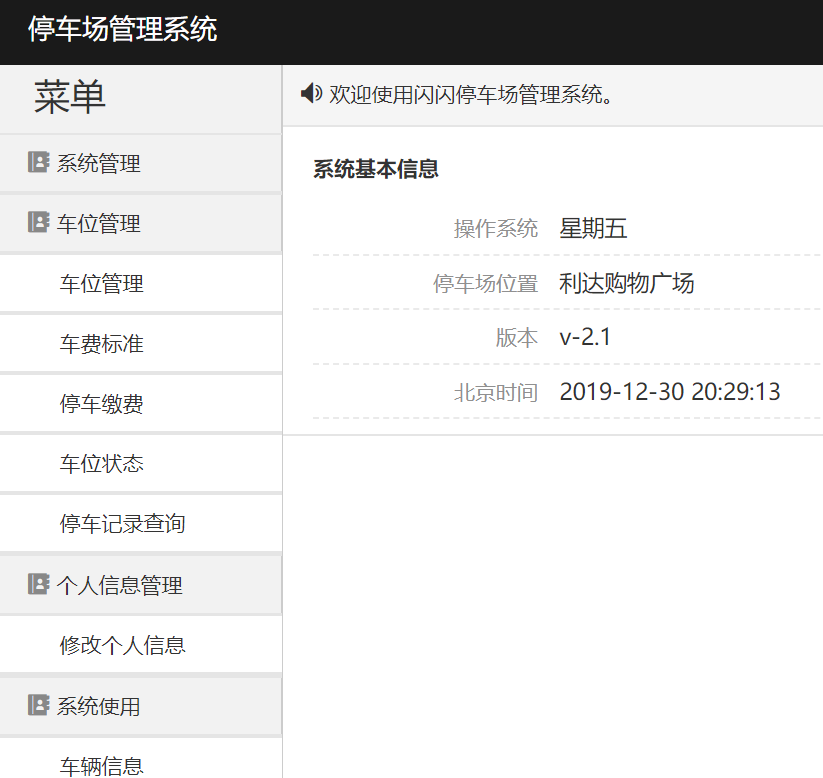 停车场管理系统
菜单
系统管理
车位管理
车位管理
车费标准
停车缴费
车位状态
停车记录查询
个人信息管理
修改个人信息
系统使用
车辆信息
欢迎使用闪闪停车场管理系统。
系统基本信息
操作系统 星期五
停车场位置 利达购物广场
版本 v-2.1
北京时间 2019-12-30 20:29:13